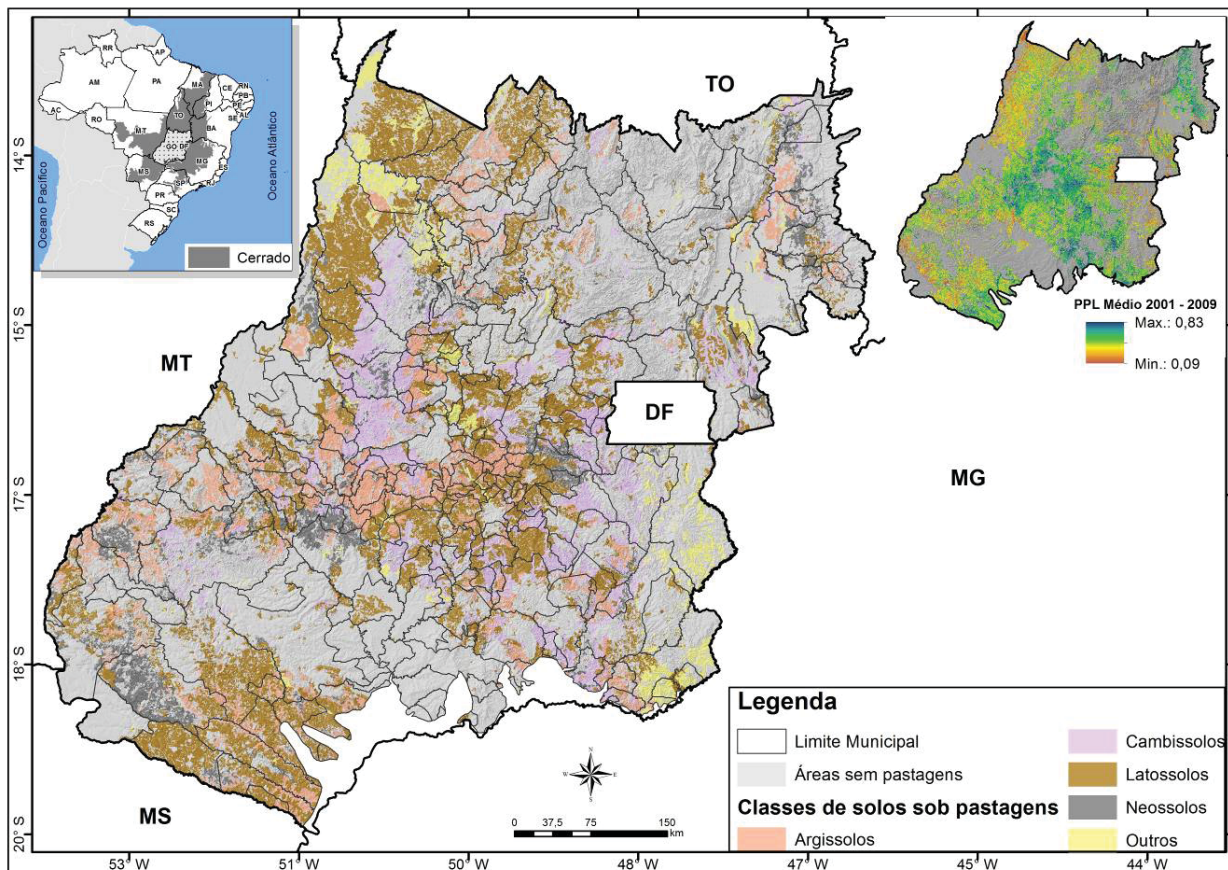 RR
AP
AM
PA
MA
CE
RN
PB
PE
AL
SE
PI
AC
RO
TO
BA
MT
GO
DF
MG
ES
MS
SP
RJ
PR
SC
RS
Oceano Pacífico
Oceano Atlântico
Cerrado
TO
MT
DF
MG
MS
PPL Médio 2001 - 2009
Max.: 0,83
Min.: 0,09
14° S
15° S
17° S
18° S
20° S
53° W
51° W
50° W
48° W
47° W
45° W
44° W
N
W
E
S
0 37,5 75 150
km
Legenda
Limite Municipal
Áreas sem pastagens
Classes de solos sob pastagens
Argissolos
Cambissolos
Latossolos
Neossolos
Outros